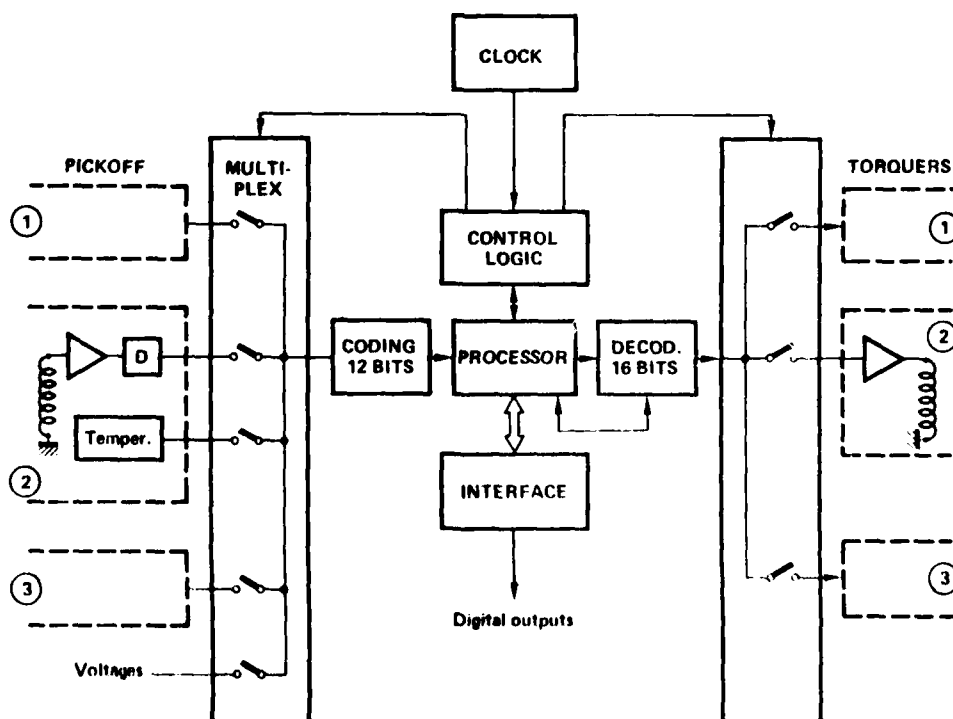 CLOCK
PICKOFF
MULTI-
PLEX
TORQUERS
1
CONTROL
LOGIC
1
D
CODING
12 BITS
PROCESSOR
DECOD.
16 BITS
2
Temper.
2
INTERFACE
3
3
Digital outputs
Voltages